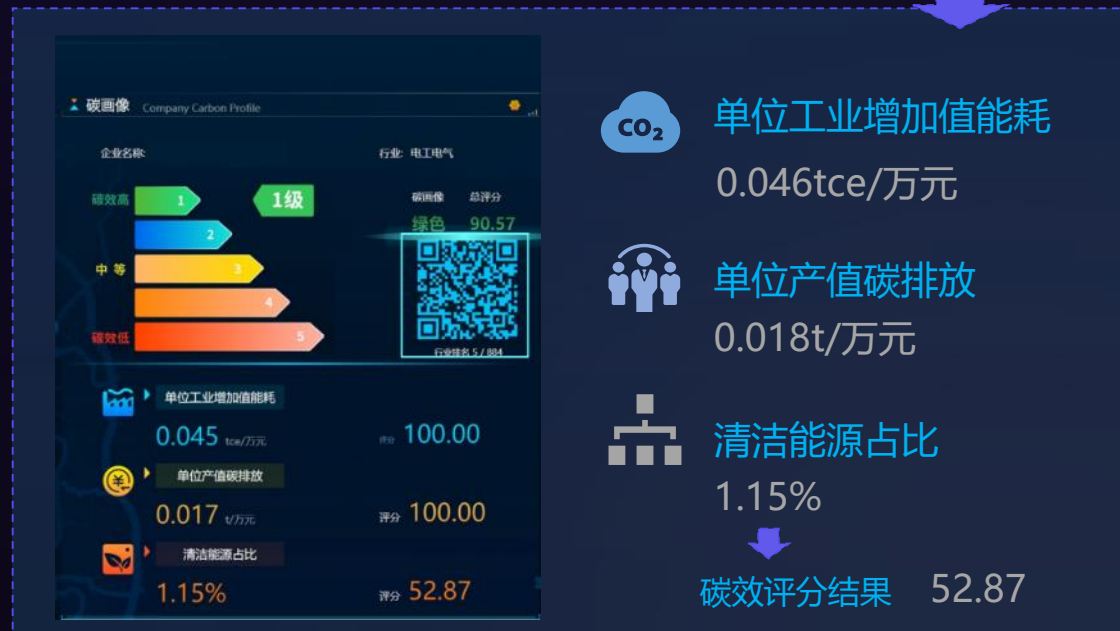 碳画像 Company Carbon Profile
企业名称: 行业: 电工电气
碳效高 1 1级 碳画像 总评分
绿色 90.57
2
中等 3
4
碳效低 5
行业排名 5 / 884
单位工业增加值能耗
0.045 tce/万元 评分 100.00
单位产值碳排放
0.017 t/万元 评分 100.00
清洁能源占比
1.15% 评分 52.87
CO₂
单位工业增加值能耗
0.046tce/万元
单位产值碳排放
0.018t/万元
清洁能源占比
1.15%
碳效评分结果 52.87